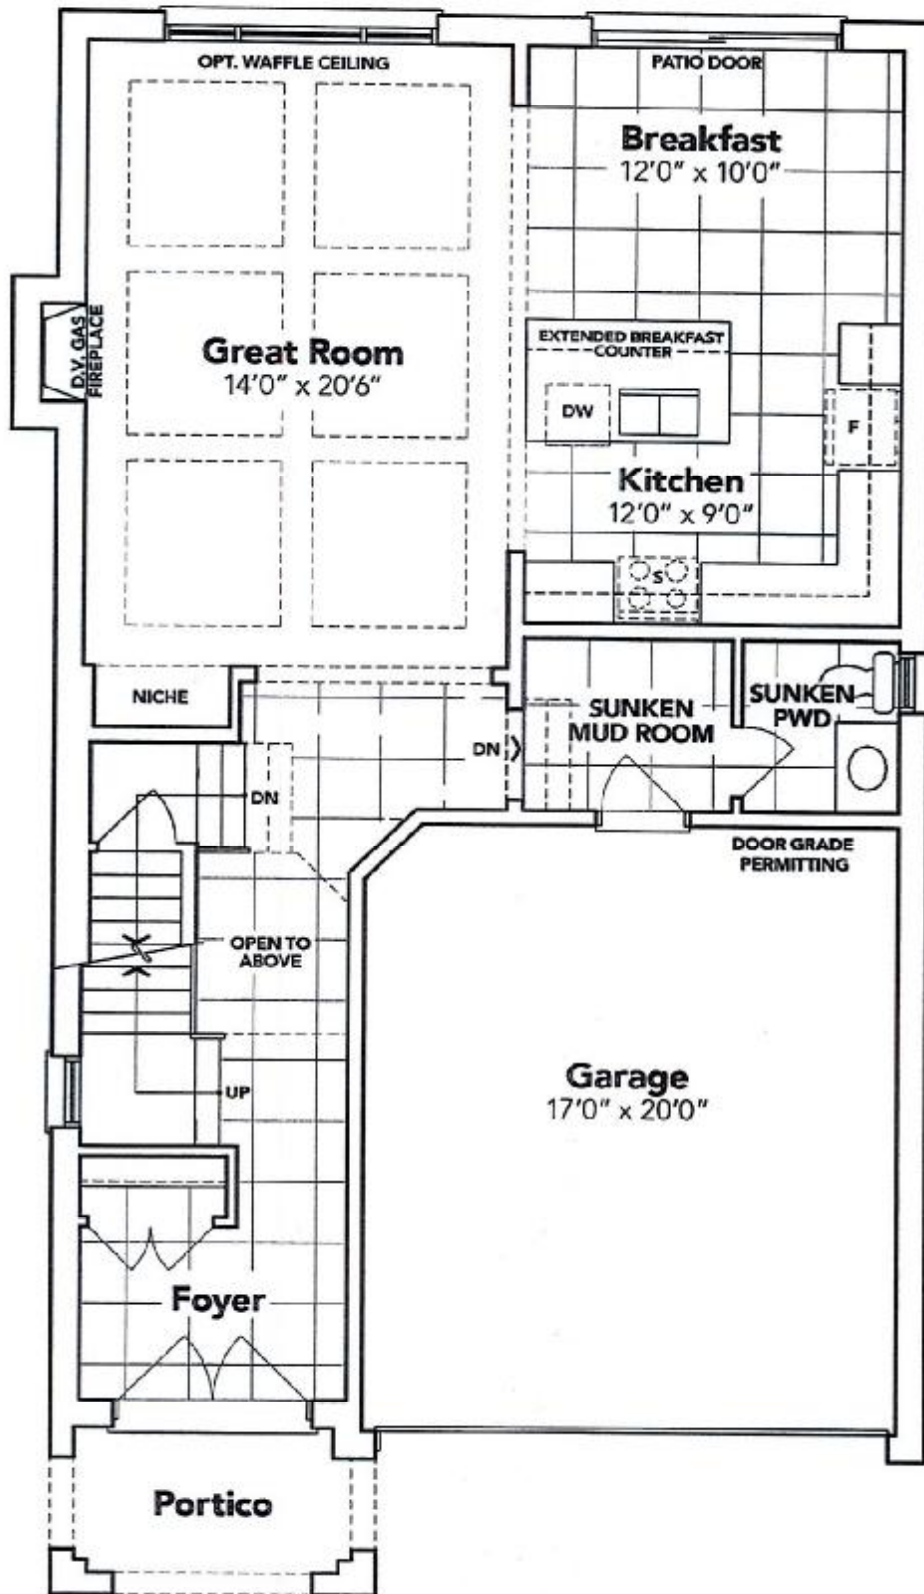 OPT. WAFFLE CEILING
PATIO DOOR
Breakfast
12'0" x 10'0"
D.V. GAS
FIREPLACE
Great Room
14'0" x 20'6"
EXTENDED BREAKFAST
COUNTER
DW
F
Kitchen
12'0" x 9'0"
S
NICHE
SUNKEN
MUD ROOM
SUNKEN
PWD
DN
DN
DOOR GRADE
PERMITTING
OPEN TO
ABOVE
UP
Garage
17'0" x 20'0"
Foyer
Portico